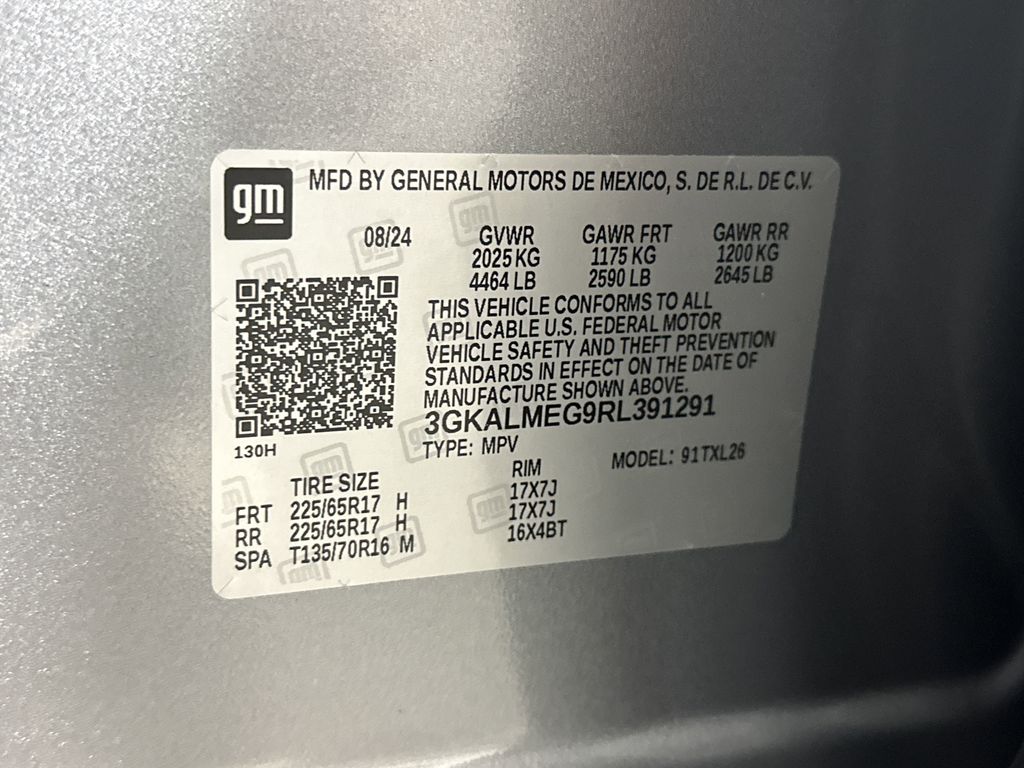 gm MFD BY GENERAL MOTORS DE MEXICO, S. DE R.L. DE C.V.
08/24 GVWR GAWR FRT GAWR RR
2025 KG 1175 KG 1200 KG
4464 LB 2590 LB 2645 LB
THIS VEHICLE CONFORMS TO ALL
APPLICABLE U.S. FEDERAL MOTOR
VEHICLE SAFETY AND THEFT PREVENTION
STANDARDS IN EFFECT ON THE DATE OF
MANUFACTURE SHOWN ABOVE.
3GKALMEG9RL391291
130H TYPE: MPV MODEL: 91TXL26
TIRE SIZE RIM
FRT 225/65R17 H 17X7J
RR 225/65R17 H 17X7J
SPA T135/70R16 M 16X4BT